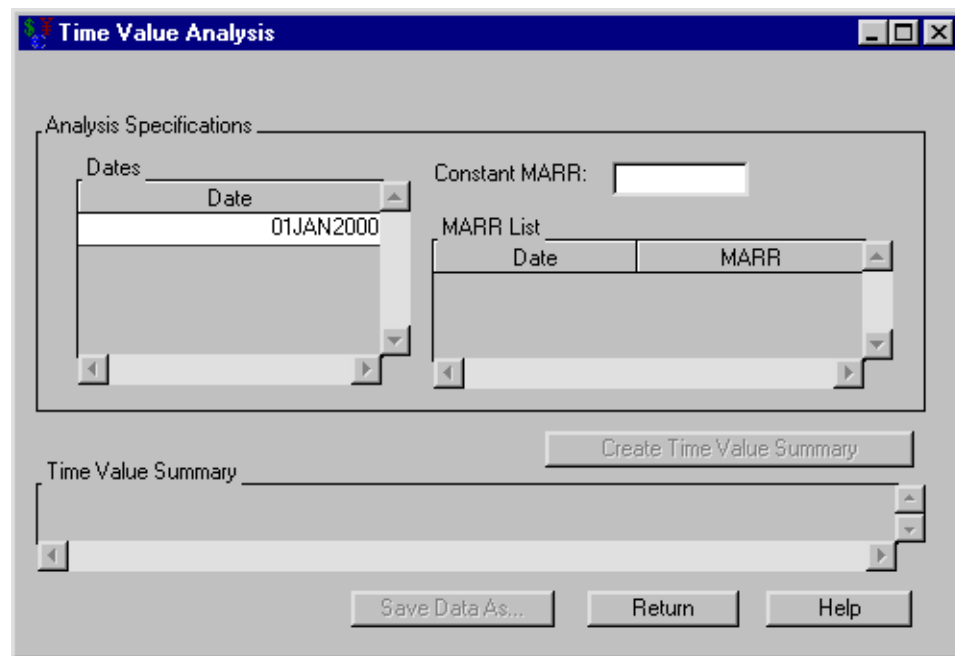 Time Value Analysis
Analysis Specifications
Dates
Date
01JAN2000
Constant MARR:
MARR List
Date MARR
Create Time Value Summary
Time Value Summary
Save Data As... Return Help